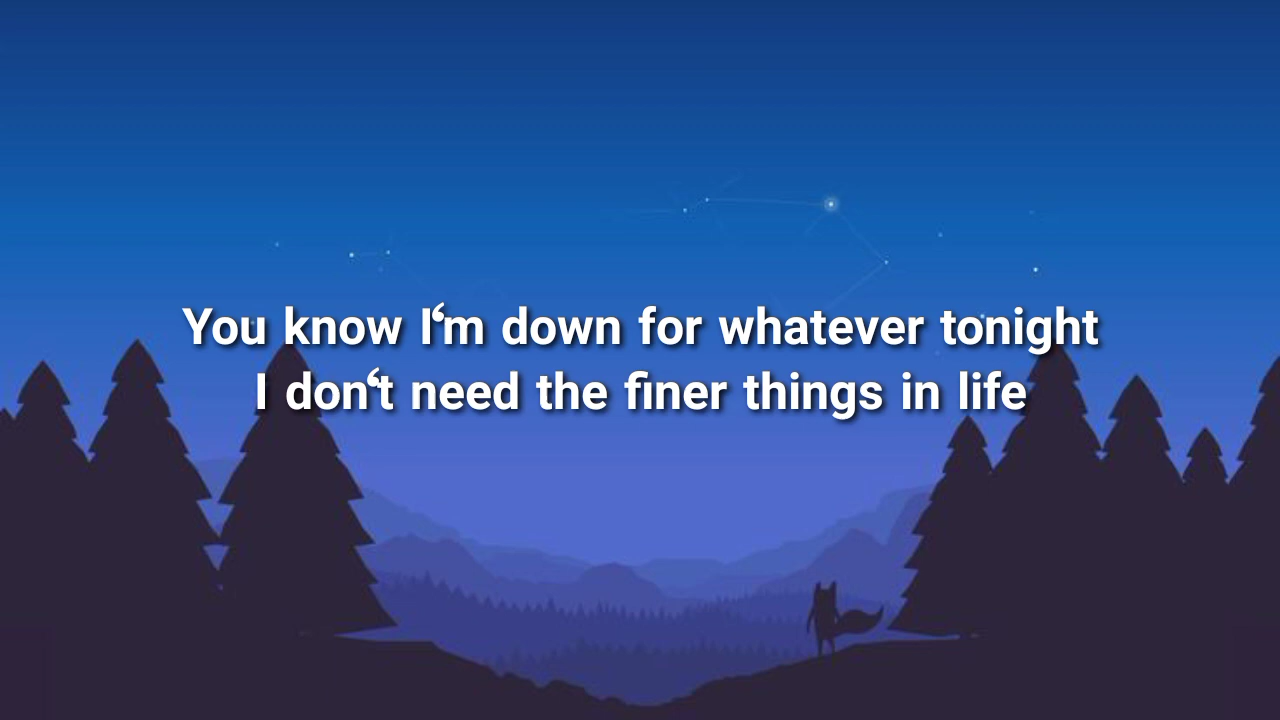 You know I‘m down for whatever tonight
I don‘t need the finer things in life